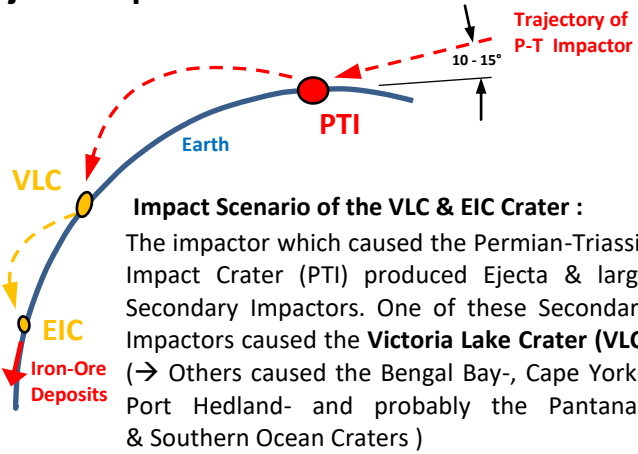 Trajectory of
P-T Impactor
10 - 15°
PTI
Earth
VLC
Impact Scenario of the VLC & EIC Crater :
The impactor which caused the Permian-Triassi
Impact Crater (PTI) produced Ejecta & larg
Secondary Impactors. One of these Secondar
Impactors caused the Victoria Lake Crater (VLC
(→ Others caused the Bengal Bay-, Cape York-
Port Hedland- and probably the Pantana
& Southern Ocean Craters )
EIC
Iron-Ore
Deposits